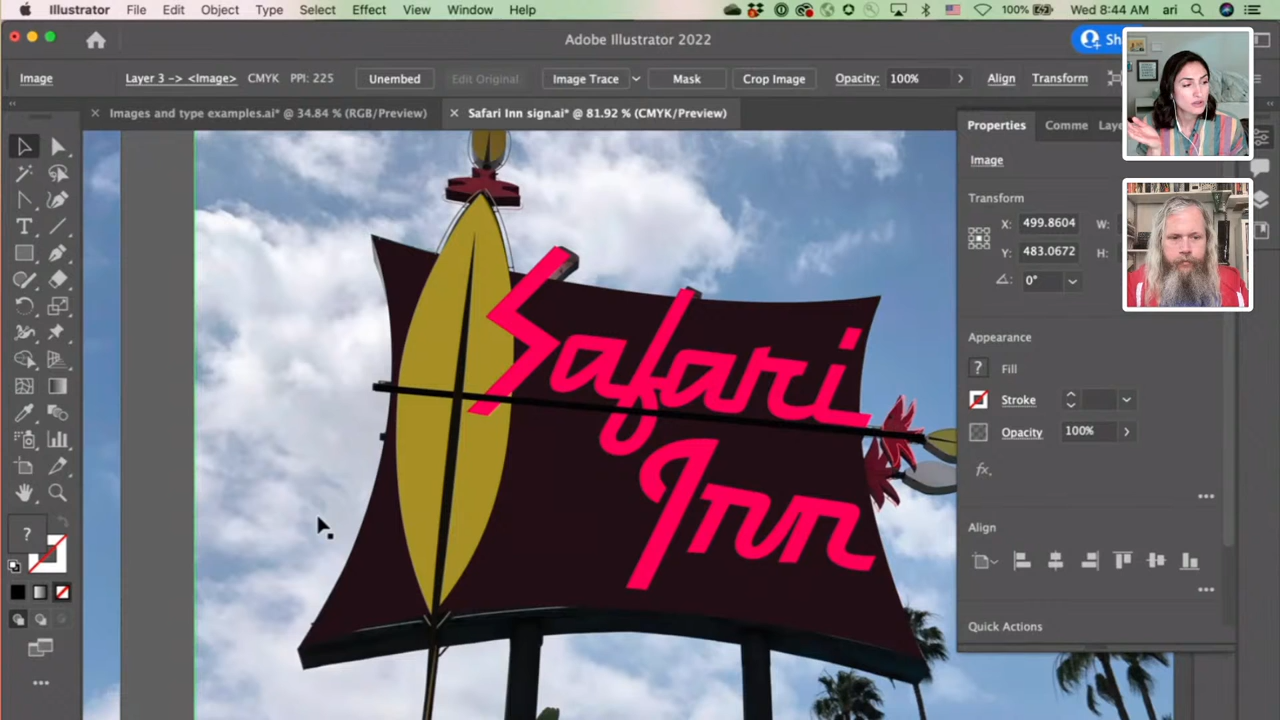 Illustrator File Edit Object Type Select Effect View Window Help 100% Wed 8:44 AM ari
Adobe Illustrator 2022
Sh
Image Layer 3 -> <Image> CMYK PPI: 225 Unembed Edit Original Image Trace Mask Crop Image Opacity: 100% Align Transform
Images and type examples.ai* @ 34.84 % (RGB/Preview) Safari Inn sign.ai* @ 81.92 % (CMYK/Preview)
Properties Comme Laye
Image
Transform
X: 499.8604 W:
Y: 483.0672 H:
0°
Appearance
? Fill
Stroke
Opacity 100%
fx.
Align
Quick Actions
Safari
Inn
T
?